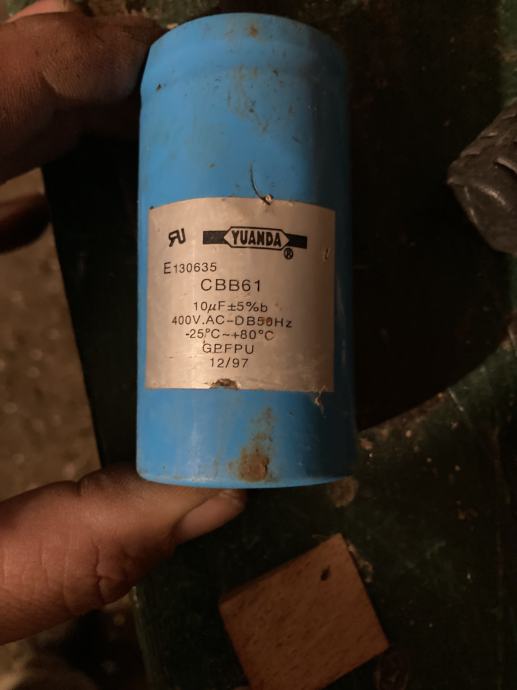 YUANDA ®
E130635
CBB61
10µF±5%b
400V.AC-DB50Hz
-25°C~+80°C
GPFPU
12/97